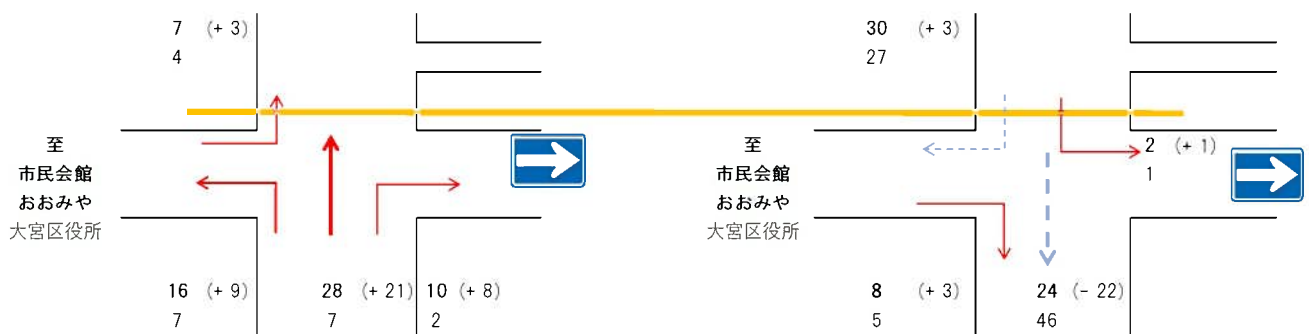 7 (+ 3)
4
至
市民会館
おおみや
大宮区役所
16 (+ 9)
7
28 (+ 21)
7
10 (+ 8)
2
30 (+ 3)
27
至
市民会館
おおみや
大宮区役所
2 (+ 1)
1
8 (+ 3)
5
24 (- 22)
46